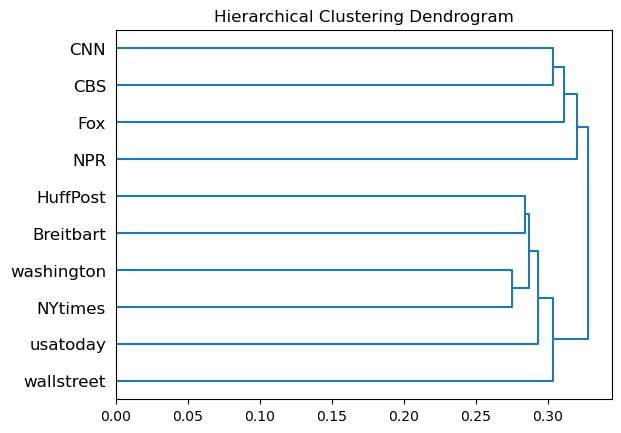 Hierarchical Clustering Dendrogram
CNN
CBS
Fox
NPR
HuffPost
Breitbart
washington
NYtimes
usatoday
wallstreet
0.00 0.05 0.10 0.15 0.20 0.25 0.30